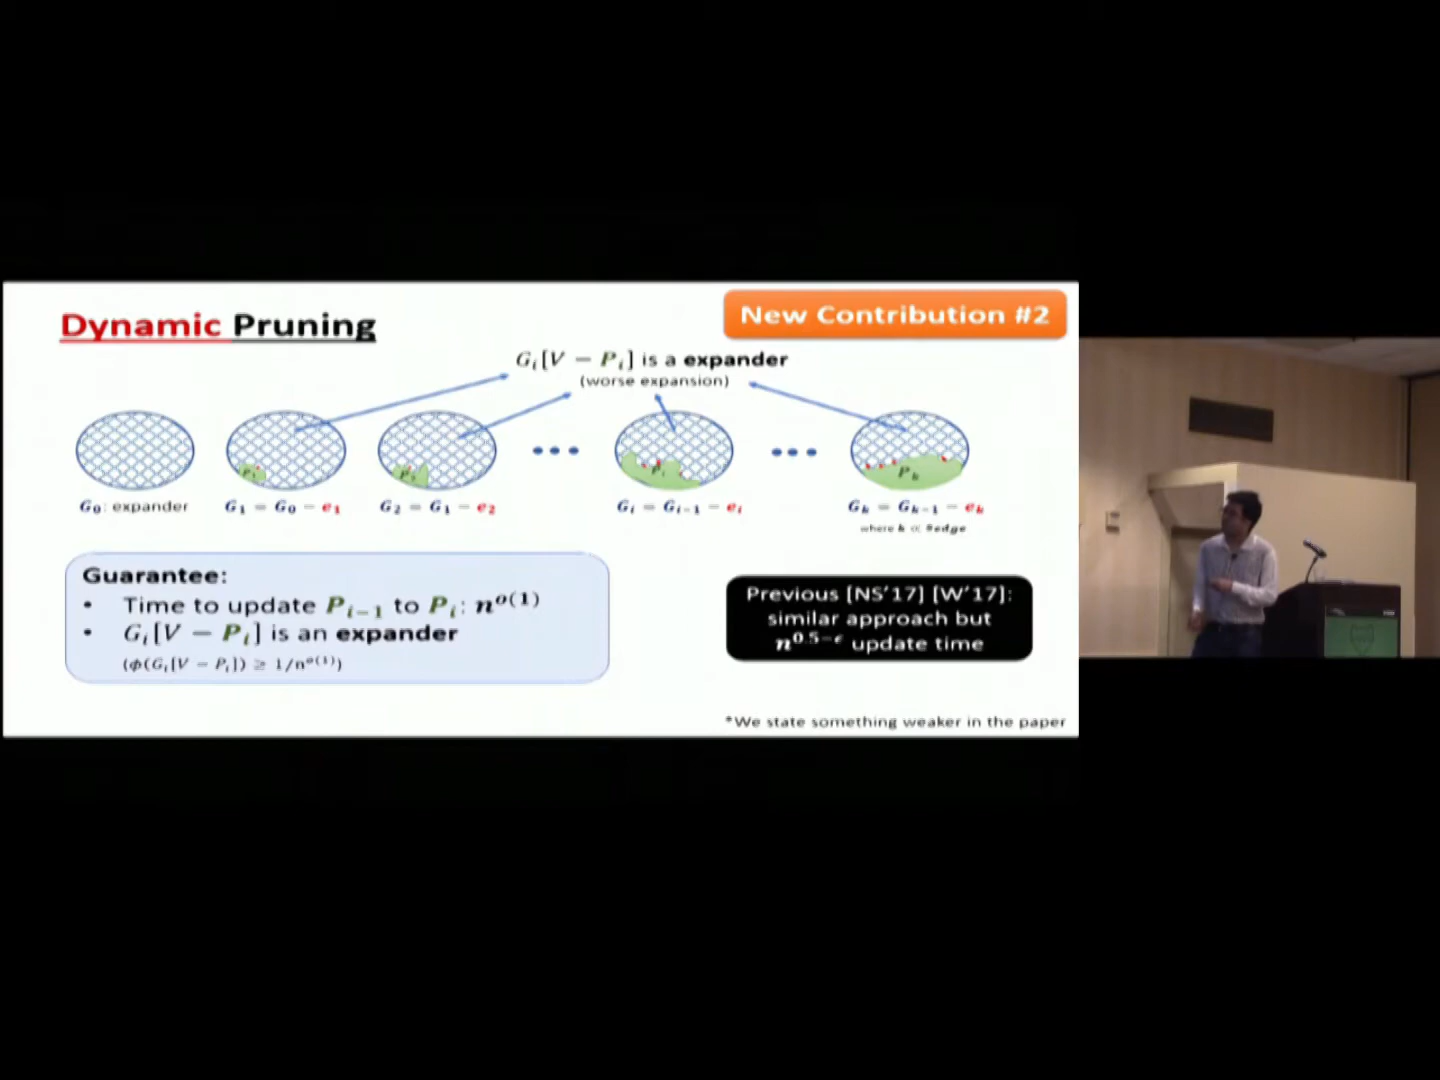 Dynamic Pruning
New Contribution #2
G_i[V − P_i] is a expander
(worse expansion)
P_i
P_k
G_0: expander
G_1 = G_0 − e_1
G_2 = G_1 − e_2
G_i = G_{i−1} − e_i
G_k = G_{k−1} − e_k
where k ≪ #edge
Guarantee:
• Time to update P_{i−1} to P_i: n^{o(1)}
• G_i[V − P_i] is an expander
(ϕ(G_i[V − P_i]) ≥ 1/n^{o(1)})
Previous [NS'17] [W'17]:
similar approach but
n^{0.5−ϵ} update time
*We state something weaker in the paper